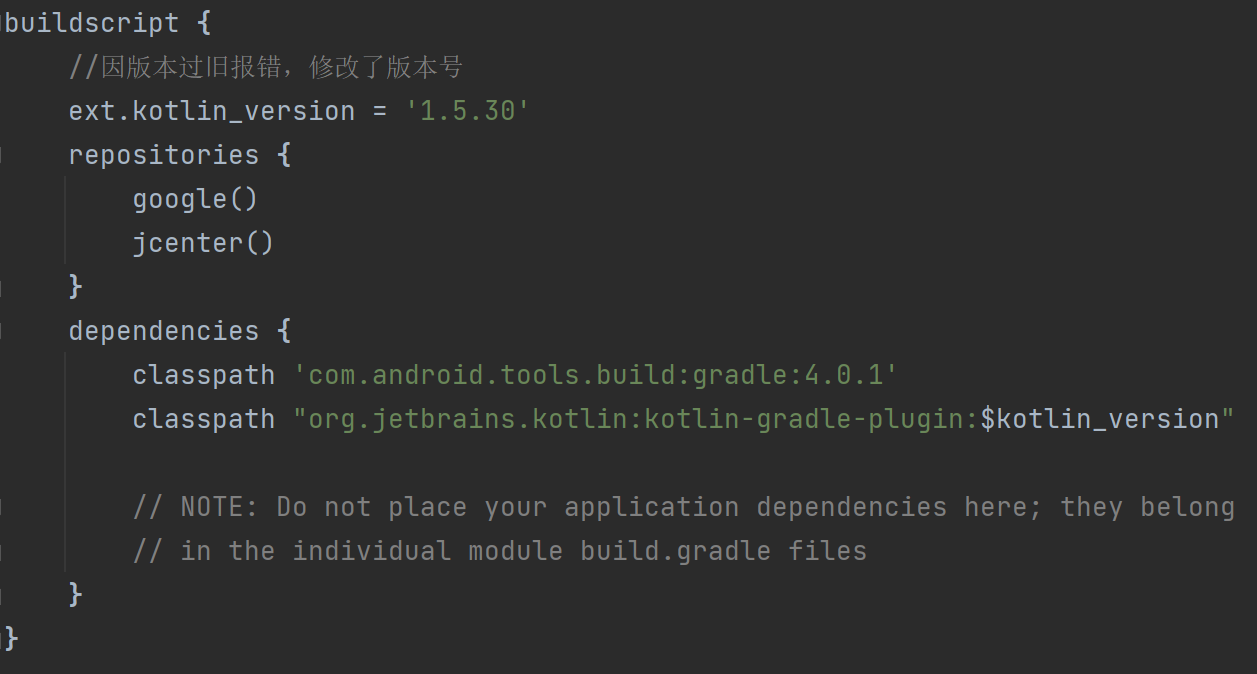 buildscript {
//因版本过旧报错，修改了版本号
ext.kotlin_version = '1.5.30'
repositories {
google()
jcenter()
}
dependencies {
classpath 'com.android.tools.build:gradle:4.0.1'
classpath "org.jetbrains.kotlin:kotlin-gradle-plugin:$kotlin_version"
// NOTE: Do not place your application dependencies here; they belong
// in the individual module build.gradle files
}
}